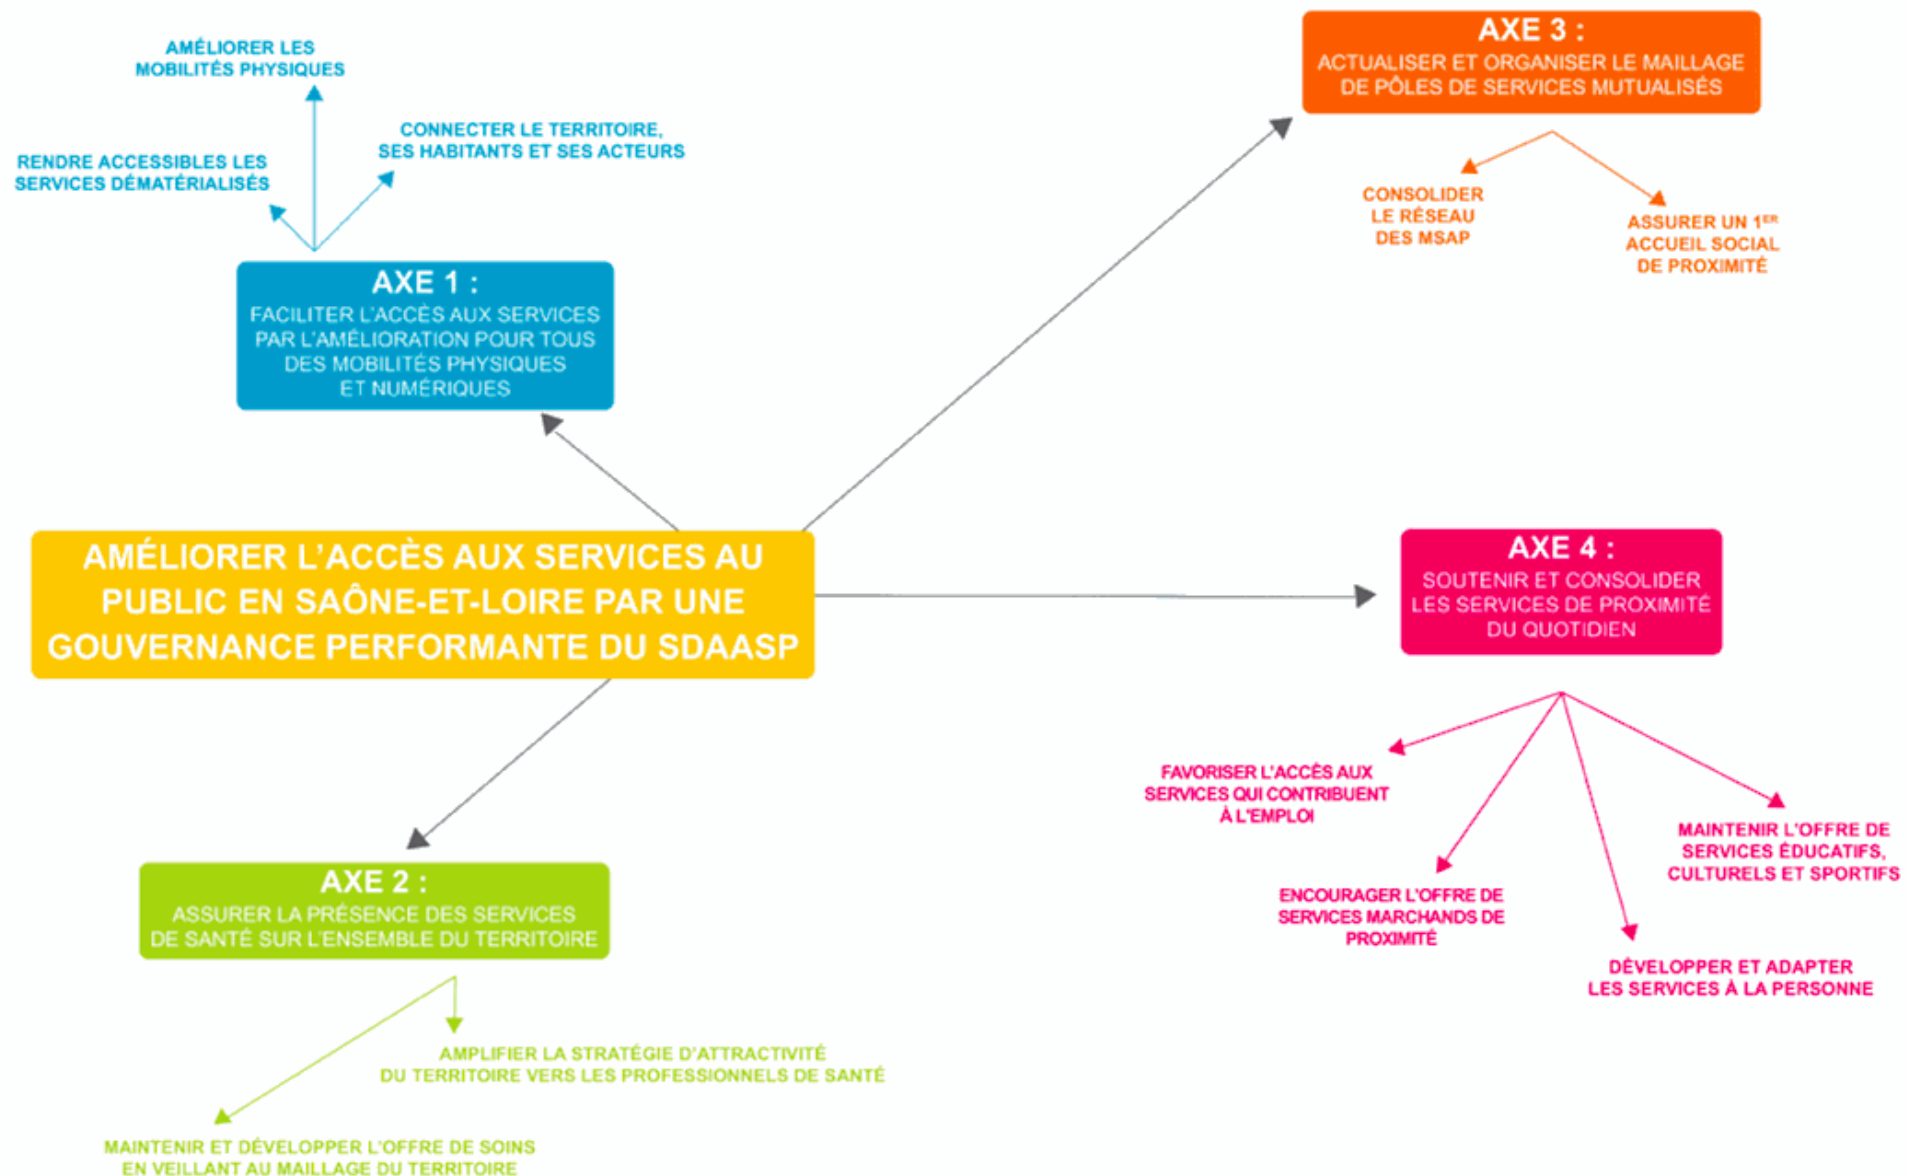 AMÉLIORER LES
MOBILITÉS PHYSIQUES
CONNECTER LE TERRITOIRE,
SES HABITANTS ET SES ACTEURS
RENDRE ACCESSIBLES LES
SERVICES DÉMATÉRIALISÉS
AXE 1 :
FACILITER L'ACCÈS AUX SERVICES
PAR L'AMÉLIORATION POUR TOUS
DES MOBILITÉS PHYSIQUES
ET NUMÉRIQUES
AXE 3 :
ACTUALISER ET ORGANISER LE MAILLAGE
DE PÔLES DE SERVICES MUTUALISÉS
CONSOLIDER
LE RÉSEAU
DES MSAP
ASSURER UN 1ER
ACCUEIL SOCIAL
DE PROXIMITÉ
AMÉLIORER L'ACCÈS AUX SERVICES AU
PUBLIC EN SAÔNE-ET-LOIRE PAR UNE
GOUVERNANCE PERFORMANTE DU SDAASP
AXE 4 :
SOUTENIR ET CONSOLIDER
LES SERVICES DE PROXIMITÉ
DU QUOTIDIEN
FAVORISER L'ACCÈS AUX
SERVICES QUI CONTRIBUENT
À L'EMPLOI
ENCOURAGER L'OFFRE DE
SERVICES MARCHANDS DE
PROXIMITÉ
DÉVELOPPER ET ADAPTER
LES SERVICES À LA PERSONNE
MAINTENIR L'OFFRE DE
SERVICES ÉDUCATIFS,
CULTURELS ET SPORTIFS
AXE 2 :
ASSURER LA PRÉSENCE DES SERVICES
DE SANTÉ SUR L'ENSEMBLE DU TERRITOIRE
AMPLIFIER LA STRATÉGIE D'ATTRACTIVITÉ
DU TERRITOIRE VERS LES PROFESSIONNELS DE SANTÉ
MAINTENIR ET DÉVELOPPER L'OFFRE DE SOINS
EN VEILLANT AU MAILLAGE DU TERRITOIRE